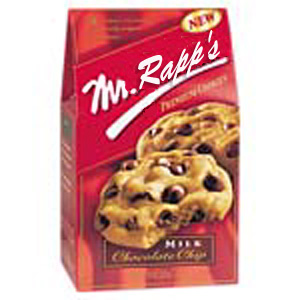 NEW
Mr. Rapp's
PREMIUM COOKIES
MILK
Chocolate Chip